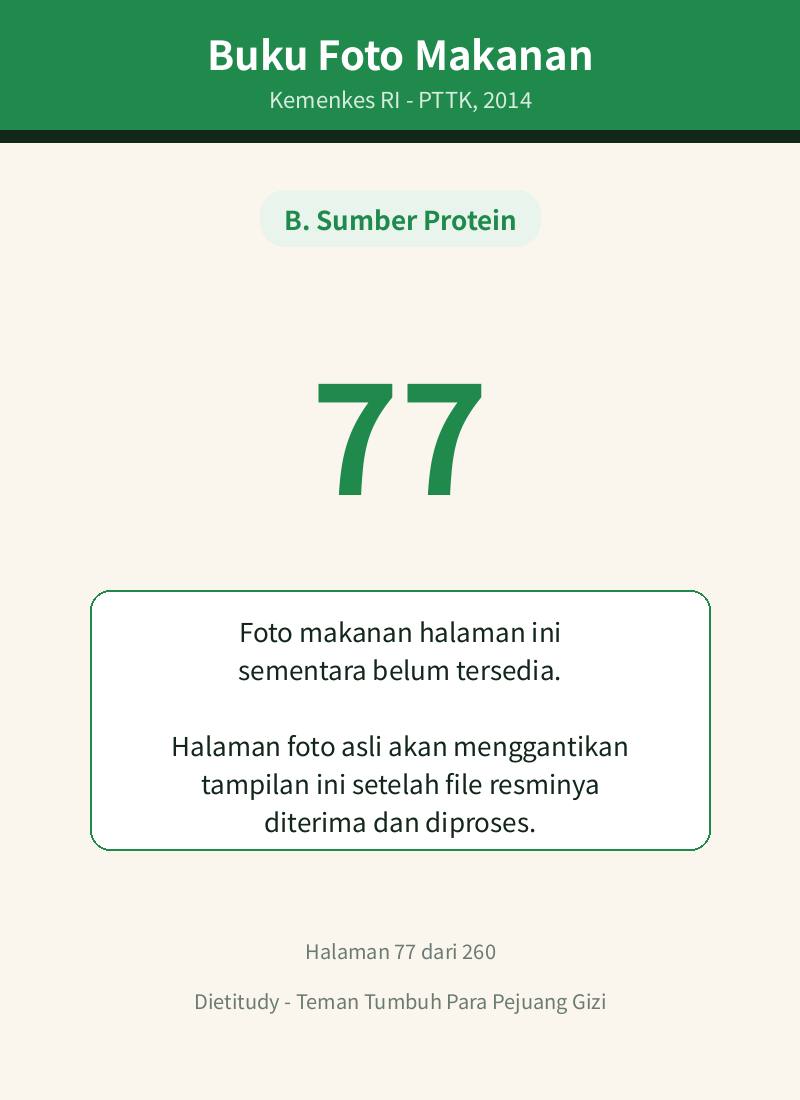 Buku Foto Makanan
Kemenkes RI - PTTK, 2014
B. Sumber Protein
77
Foto makanan halaman ini
sementara belum tersedia.
Halaman foto asli akan menggantikan
tampilan ini setelah file resminya
diterima dan diproses.
Halaman 77 dari 260
Dietitudy - Teman Tumbuh Para Pejuang Gizi